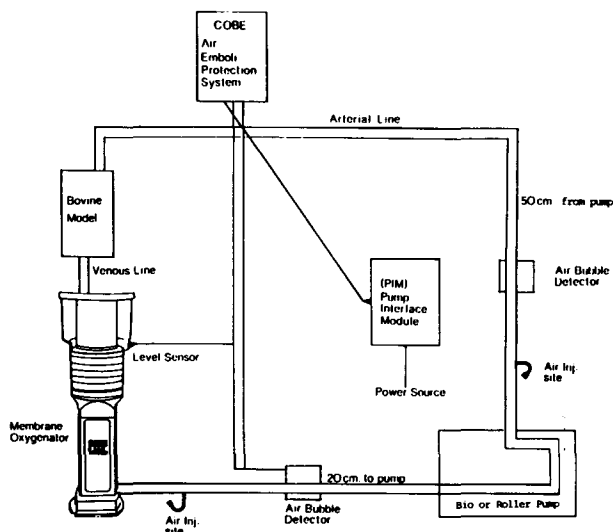 COBE
Air
Emboli
Protection
System
Arterial Line
Bovine
Model
50cm from pump
Venous Line
(PIM)
Pump
Interface
Module
Air Bubble
Detector
Level Sensor
Air Inj.
site
Power Source
Membrane
Oxygenator
20cm. to pump
Bio or Roller Pump
Air Bubble
Detector
Air Inj.
site